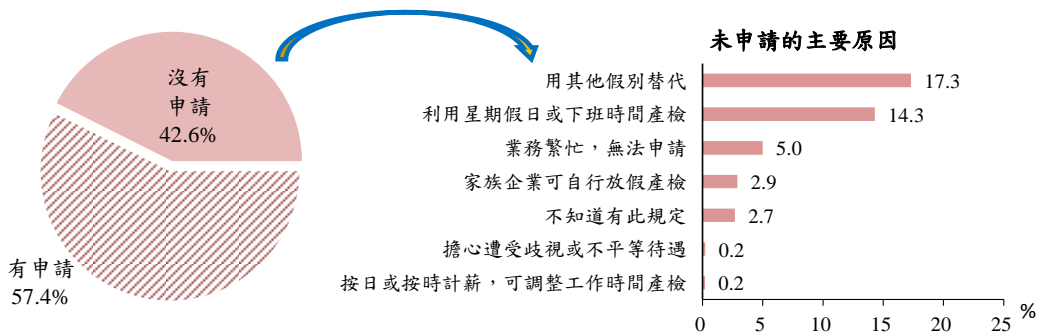 沒有
申請
42.6%
有申請
57.4%
未申請的主要原因
用其他假別替代 17.3
利用星期假日或下班時間產檢 14.3
業務繁忙，無法申請 5.0
家族企業可自行放假產檢 2.9
不知道有此規定 2.7
擔心遭受歧視或不平等待遇 0.2
按日或按時計薪，可調整工作時間產檢 0.2
0 5 10 15 20 25 %